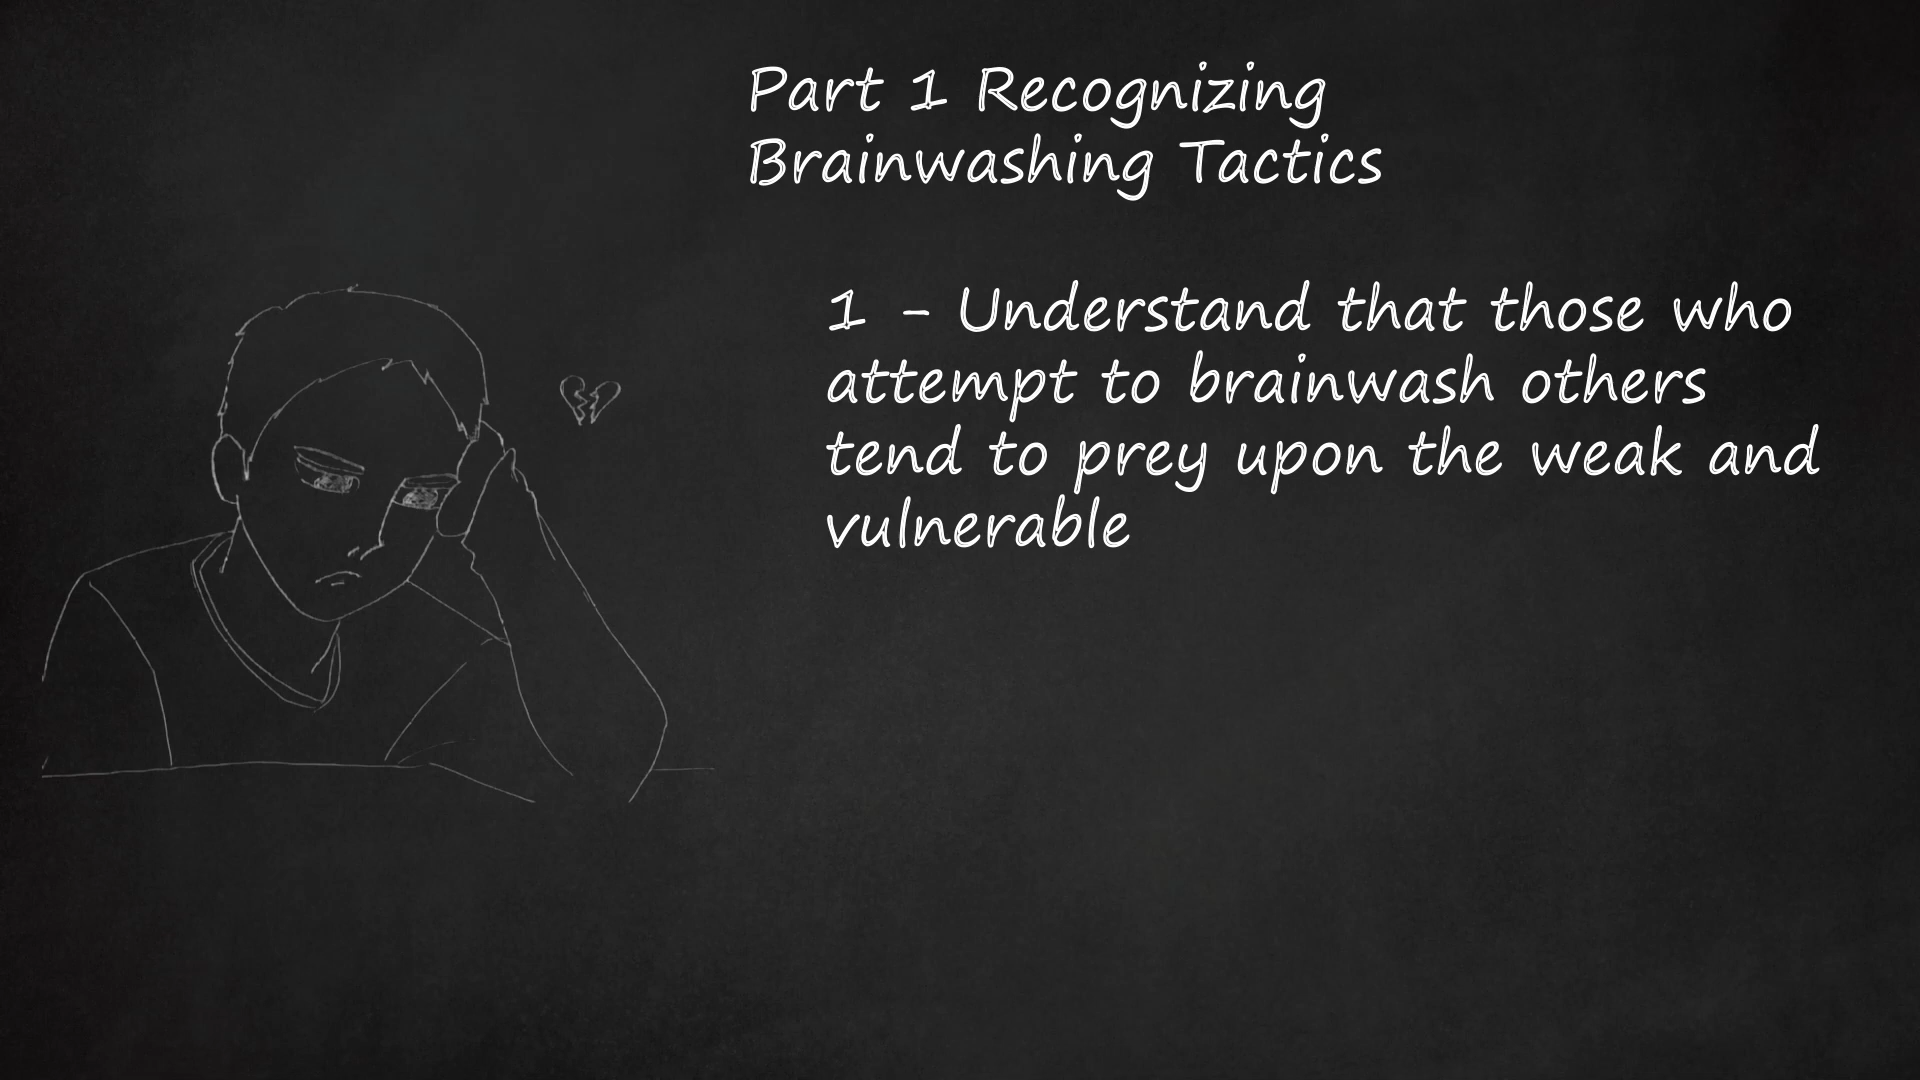 Part 1 Recognizing
Brainwashing Tactics
1 - Understand that those who
attempt to brainwash others
tend to prey upon the weak and
vulnerable